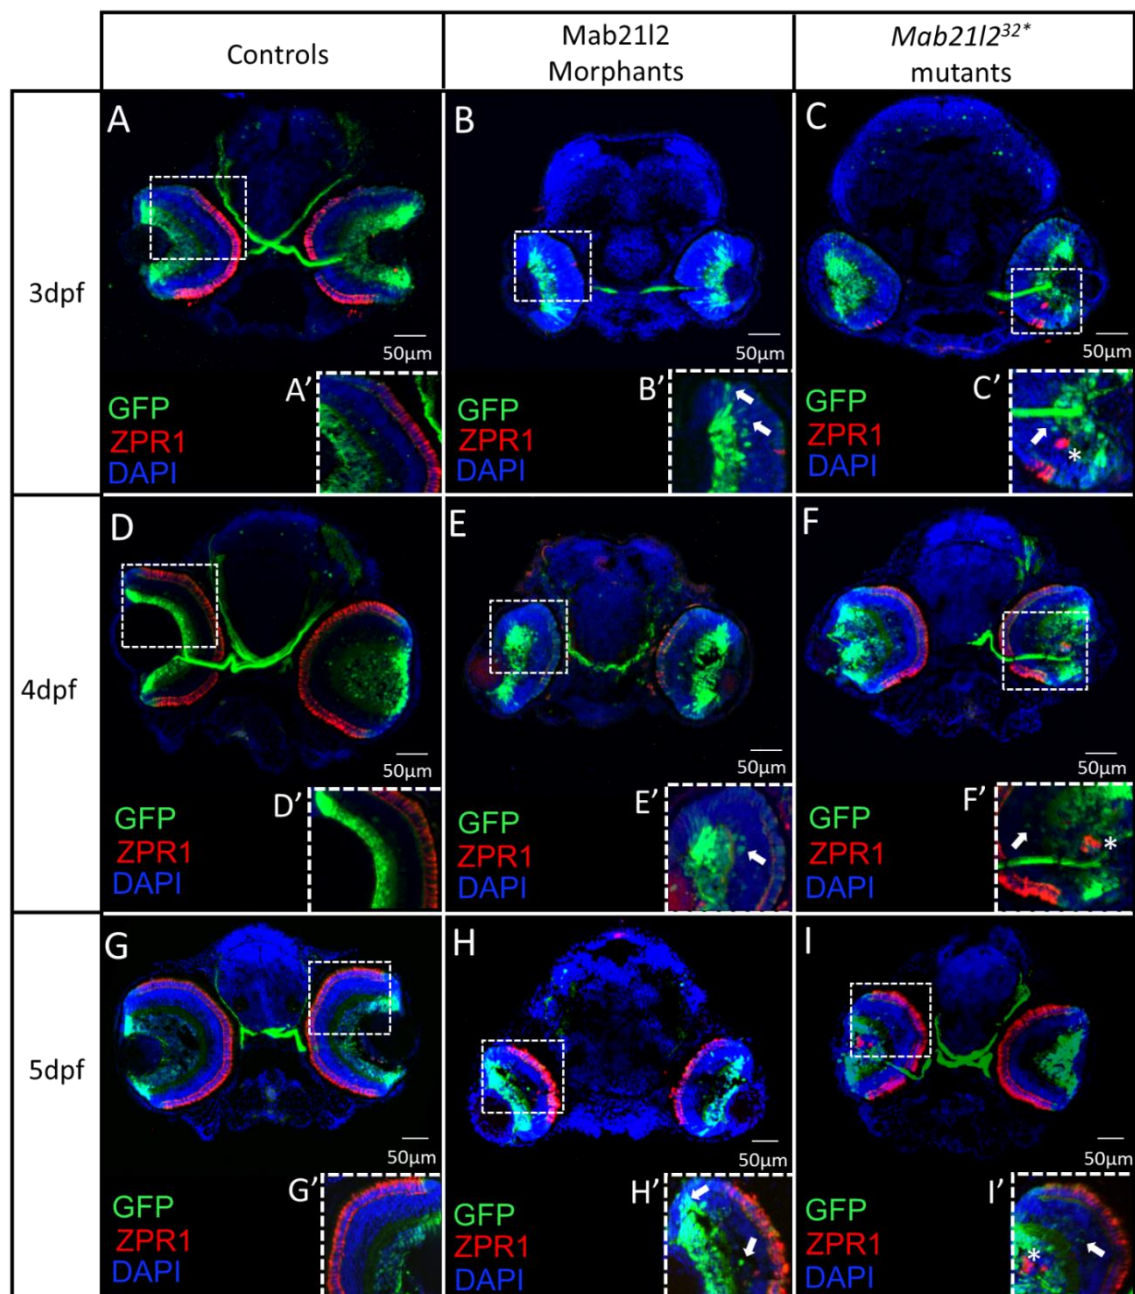 Controls
Mab21l2
Morphants
Mab21l2³²*
mutants
3dpf
A
50µm
GFP
ZPR1
DAPI
A’
B
50µm
GFP
ZPR1
DAPI
B’
C
50µm
GFP
ZPR1
DAPI
C’
*
4dpf
D
50µm
GFP
ZPR1
DAPI
D’
E
50µm
GFP
ZPR1
DAPI
E’
F
50µm
GFP
ZPR1
DAPI
F’
*
5dpf
G
50µm
GFP
ZPR1
DAPI
G’
H
50µm
GFP
ZPR1
DAPI
H’
I
50µm
GFP
ZPR1
DAPI
I’
*